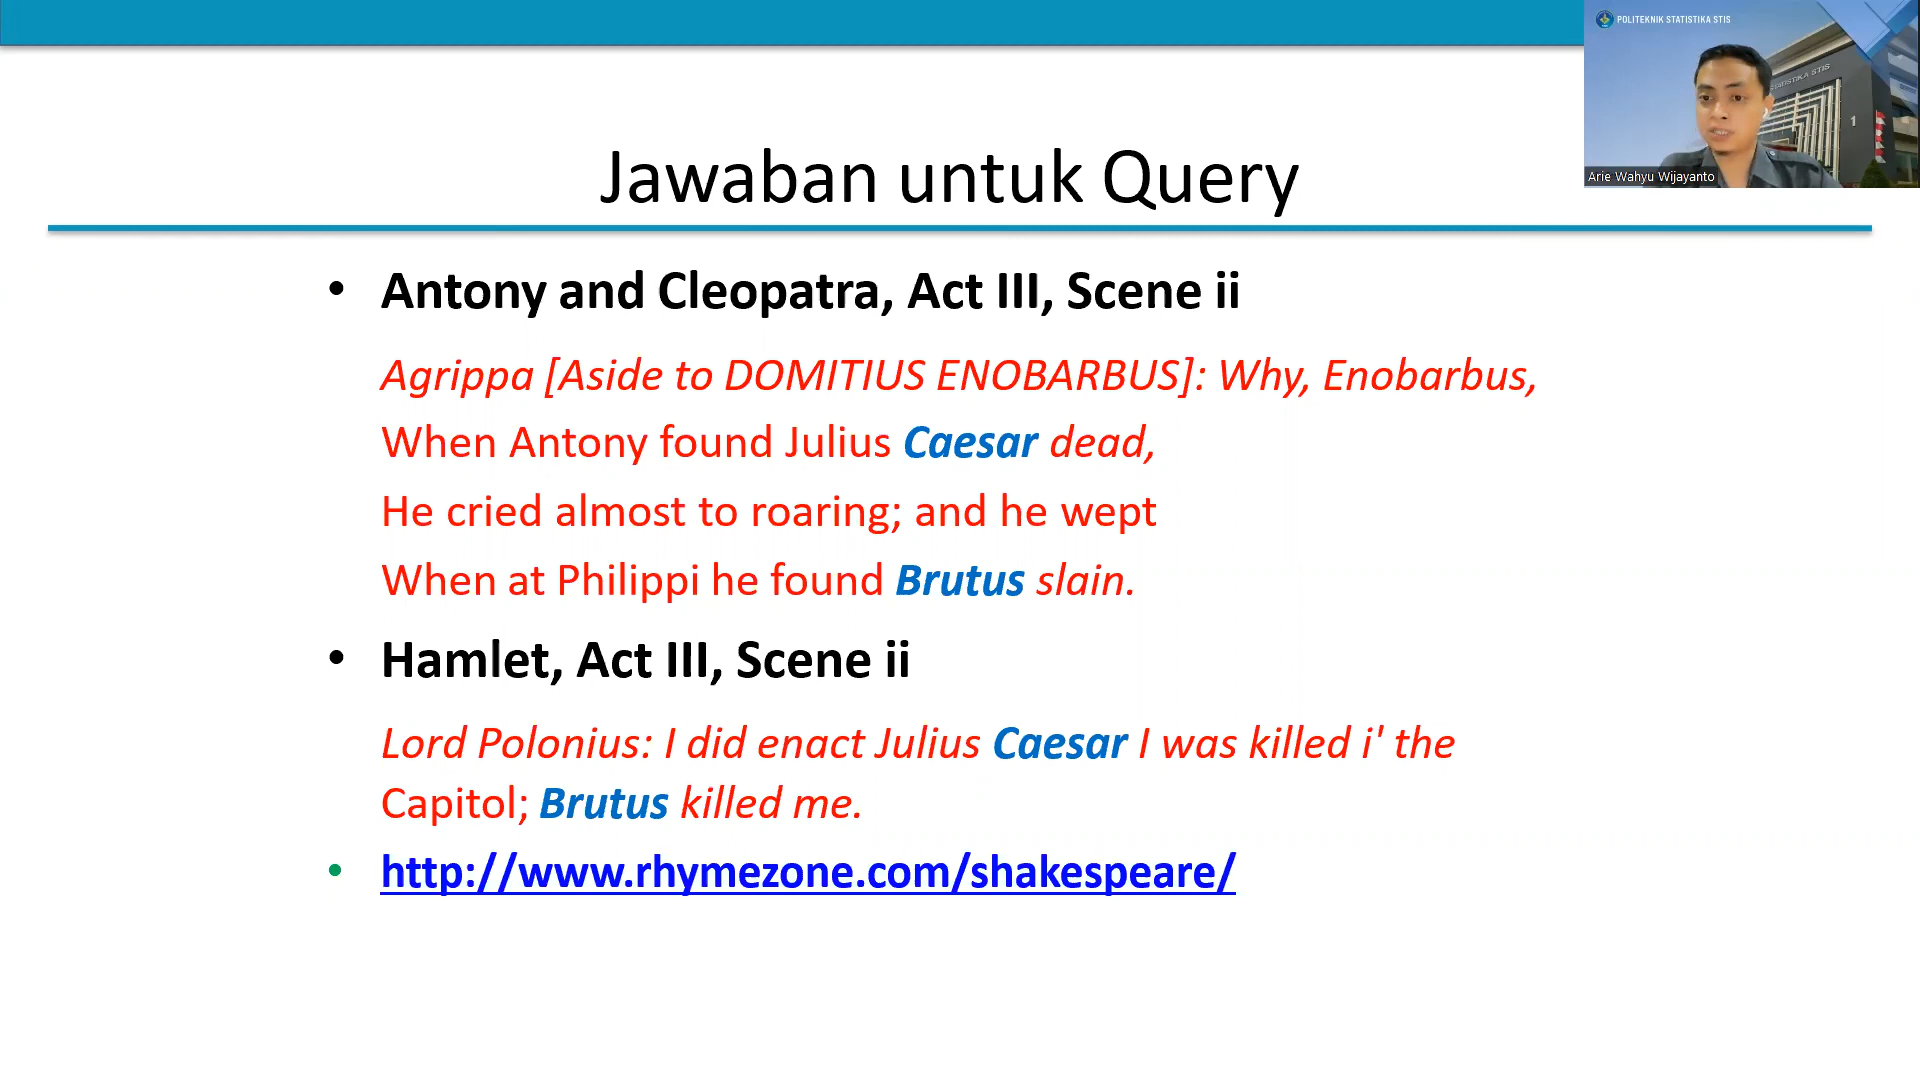 POLITEKNIK STATISTIKA STIS
STATISTIKA STIS
1
Arie Wahyu Wijayanto
Jawaban untuk Query
• Antony and Cleopatra, Act III, Scene ii
Agrippa [Aside to DOMITIUS ENOBARBUS]: Why, Enobarbus,
When Antony found Julius Caesar dead,
He cried almost to roaring; and he wept
When at Philippi he found Brutus slain.
• Hamlet, Act III, Scene ii
Lord Polonius: I did enact Julius Caesar I was killed i' the
Capitol; Brutus killed me.
• http://www.rhymezone.com/shakespeare/